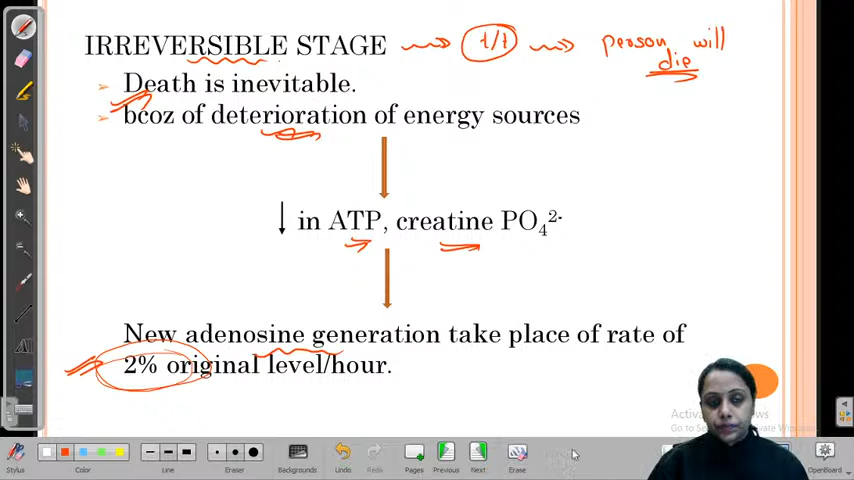 IRREVERSIBLE STAGE t/t person will
die
Death is inevitable.
bcoz of deterioration of energy sources
↓ in ATP, creatine PO₄²⁻
New adenosine generation take place of rate of
2% original level/hour.
Stylus Color Line Eraser Backgrounds Undo Redo Pages Previous Next Erase OpenBoard